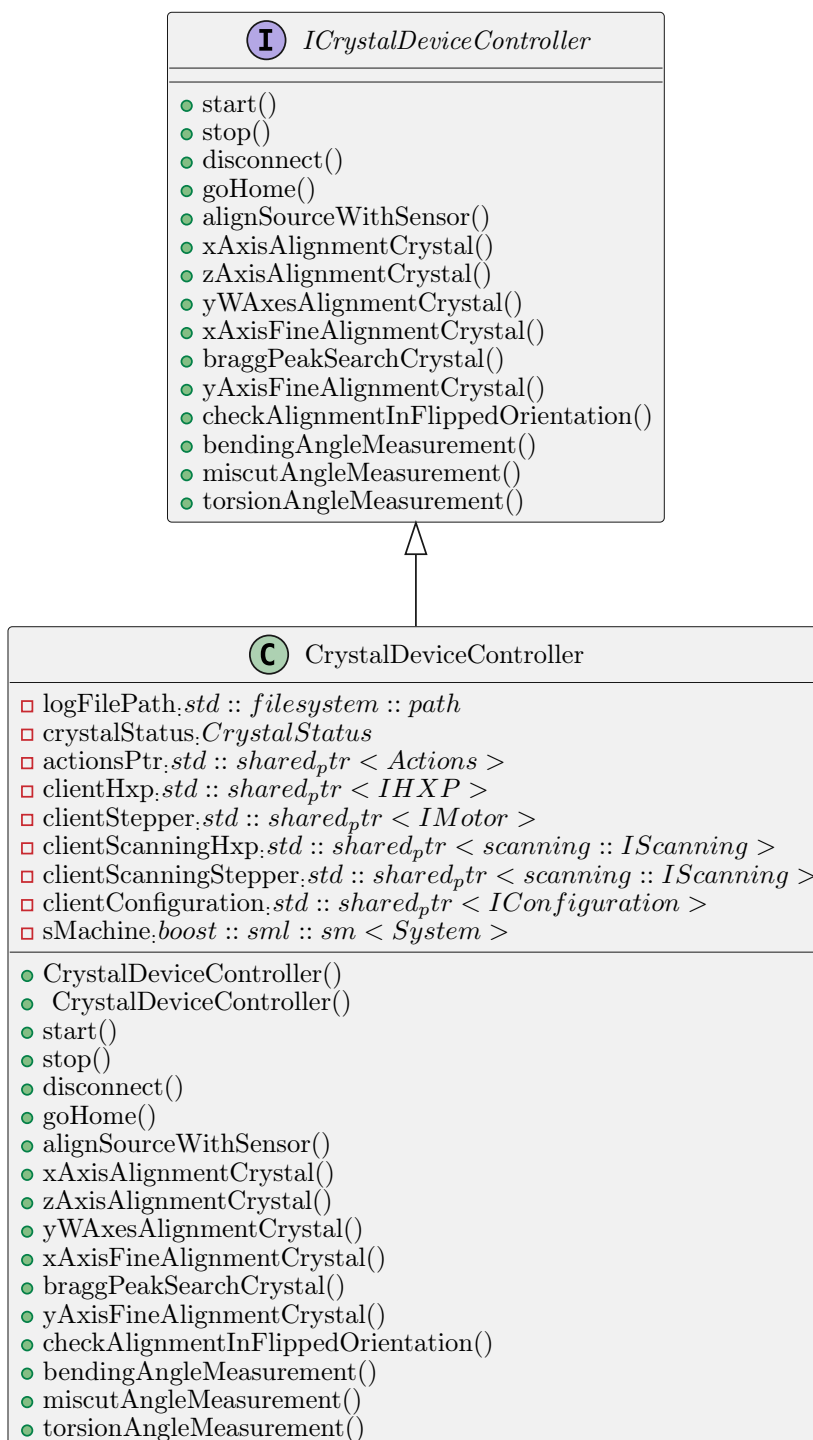 I ICrystalDeviceController
start()
stop()
disconnect()
goHome()
alignSourceWithSensor()
xAxisAlignmentCrystal()
zAxisAlignmentCrystal()
yWAxesAlignmentCrystal()
xAxisFineAlignmentCrystal()
braggPeakSearchCrystal()
yAxisFineAlignmentCrystal()
checkAlignmentInFlippedOrientation()
bendingAngleMeasurement()
miscutAngleMeasurement()
torsionAngleMeasurement()
C CrystalDeviceController
logFilePath:std :: filesystem :: path
crystalStatus:CrystalStatus
actionsPtr:std :: shared_ptr < Actions >
clientHxp:std :: shared_ptr < IHXP >
clientStepper:std :: shared_ptr < IMotor >
clientScanningHxp:std :: shared_ptr < scanning :: IScanning >
clientScanningStepper:std :: shared_ptr < scanning :: IScanning >
clientConfiguration:std :: shared_ptr < IConfiguration >
sMachine:boost :: sml :: sm < System >
CrystalDeviceController()
CrystalDeviceController()
start()
stop()
disconnect()
goHome()
alignSourceWithSensor()
xAxisAlignmentCrystal()
zAxisAlignmentCrystal()
yWAxesAlignmentCrystal()
xAxisFineAlignmentCrystal()
braggPeakSearchCrystal()
yAxisFineAlignmentCrystal()
checkAlignmentInFlippedOrientation()
bendingAngleMeasurement()
miscutAngleMeasurement()
torsionAngleMeasurement()